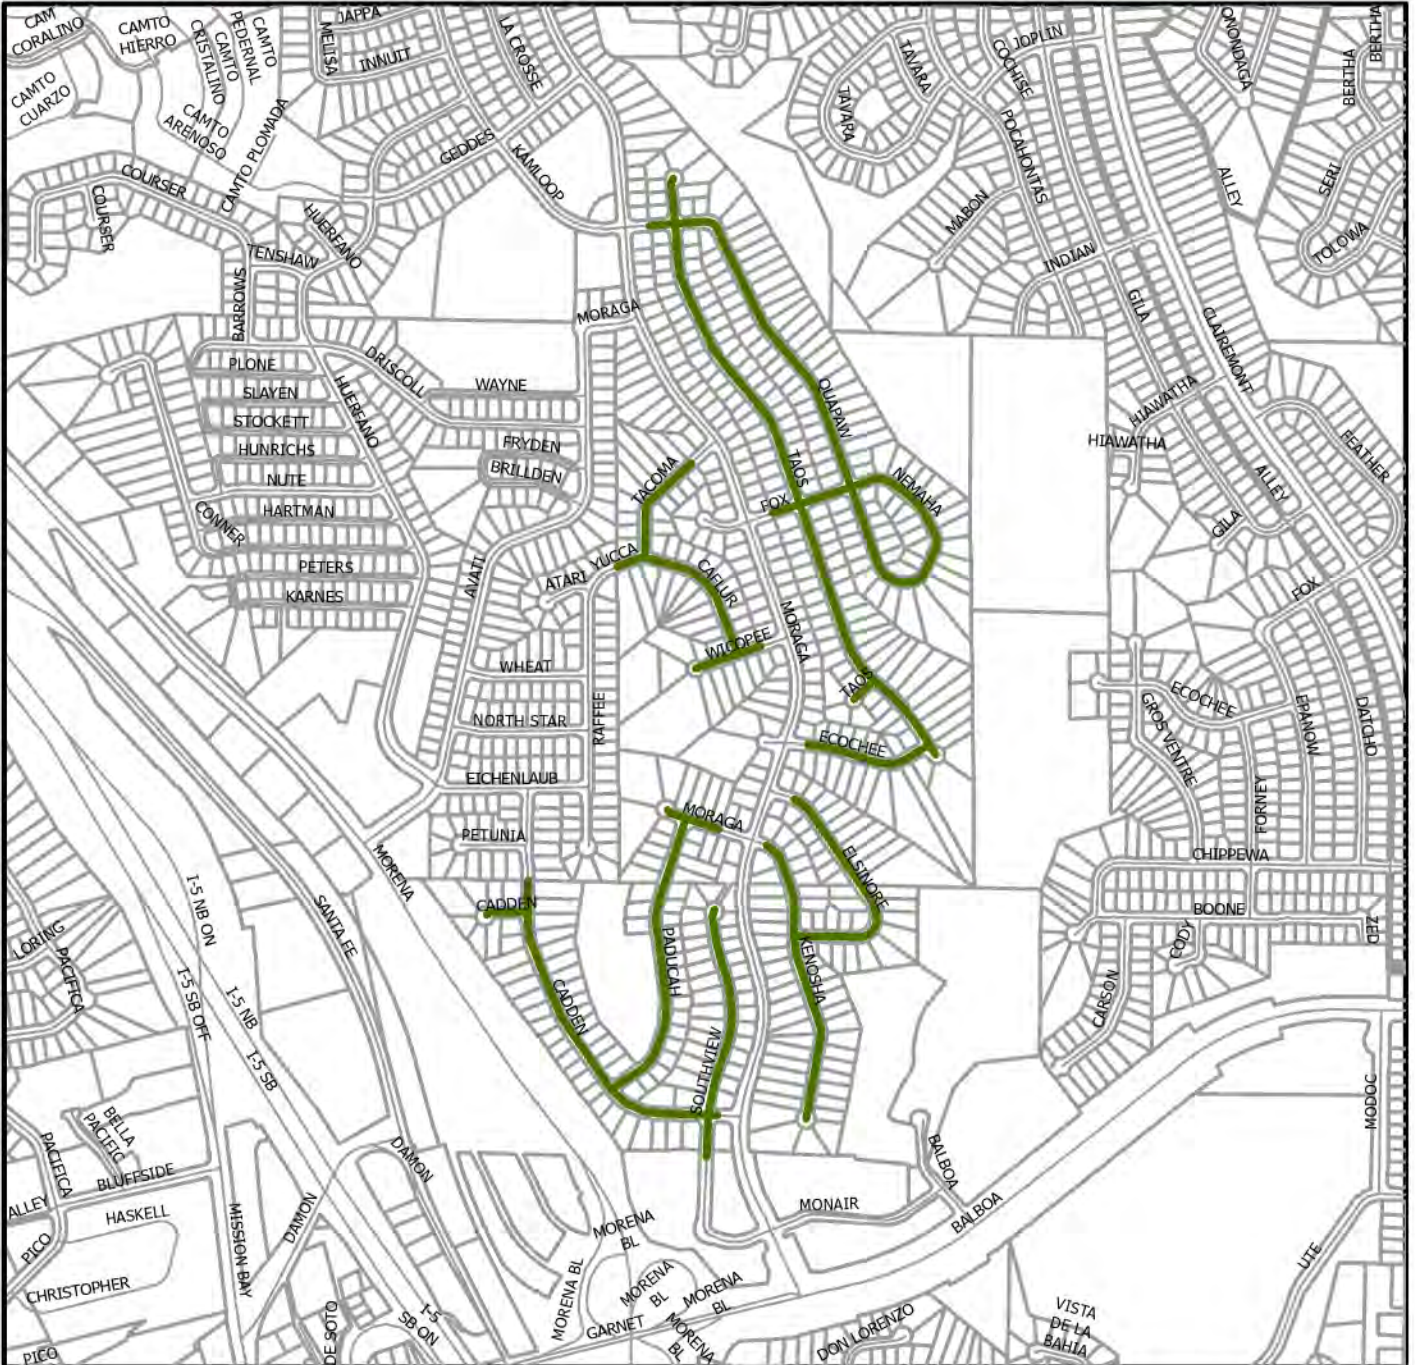 CAM
CORALINO
CAMTO
HIERRO
CAMTO
CRISTALINO
CAMTO
PEDERNAL
CAMTO
CAMTO
CUARZO
CAMTO
ARENOSO
CAMTO PLOMADA
MELISA
JAPPA
INNUIT
LA CROSSE
GEDDES
KAMLOOP
TAVARA
TAVARA
COCHISE
JOPLIN
POCAHONTAS
ONONDAGA
BERTHA
BERTHA
SERI
TOLOWA
ALLEY
MABON
INDIAN
GILA
CLAIREMONT
COURSER
COURSER
HUERFANO
TENSHAW
BARROWS
MORAGA
PLONE
SLAYEN
STOCKETT
HUNRICHS
NUTE
HARTMAN
CONNER
PETERS
KARNES
HUERFANO
DRISCOLL
WAYNE
FRYDEN
BRILLDEN
QUAPAW
TAOS
FOX
NEMAHA
TACOMA
HIAWATHA
HIAWATHA
FEATHER
ALLEY
GILA
AVATI
ATARI
YUCCA
CAFLUR
MORAGA
WICOPEE
FOX
WHEAT
NORTH STAR
RAFFEE
EICHENLAUB
PETUNIA
TAOS
ECOCHEE
ECOCHEE
GROS VENTRE
EPANOW
DATCHO
FORNEY
MORAGA
ELSINORE
CHIPPEWA
BOONE
CODY
DEZ
CARSON
MORENA
SANTA FE
CADDEN
CADDEN
PADUCAH
KENOSHA
SOUTHVIEW
I-5 NB ON
I-5 SB OFF
I-5 NB
I-5 SB
LORING
PACIFICA
BELLA
PACIFIC
PACIFICA
BLUFFSIDE
ALLEY
HASKELL
PICO
CHRISTOPHER
PICO
MISSION BAY
DAMON
DAMON
DE SOTO
I-5
SB ON
MORENA
BL
MORENA BL
MORENA
BL
MORENA
BL
MORENA
BL
GARNET
MONAIR
BALBOA
BALBOA
DON LORENZO
VISTA
DE LA
BAHIA
MODOC
UTE